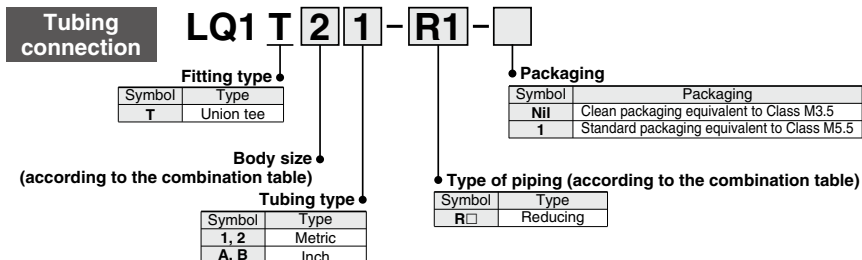 Tubing connection
LQ1 T 2 1 – R1 – □
Fitting type
Symbol Type
T Union tee
Body size
(according to the combination table)
Tubing type
Symbol Type
1, 2 Metric
A, B Inch
Packaging
Symbol Packaging
Nil Clean packaging equivalent to Class M3.5
1 Standard packaging equivalent to Class M5.5
Type of piping (according to the combination table)
Symbol Type
R□ Reducing